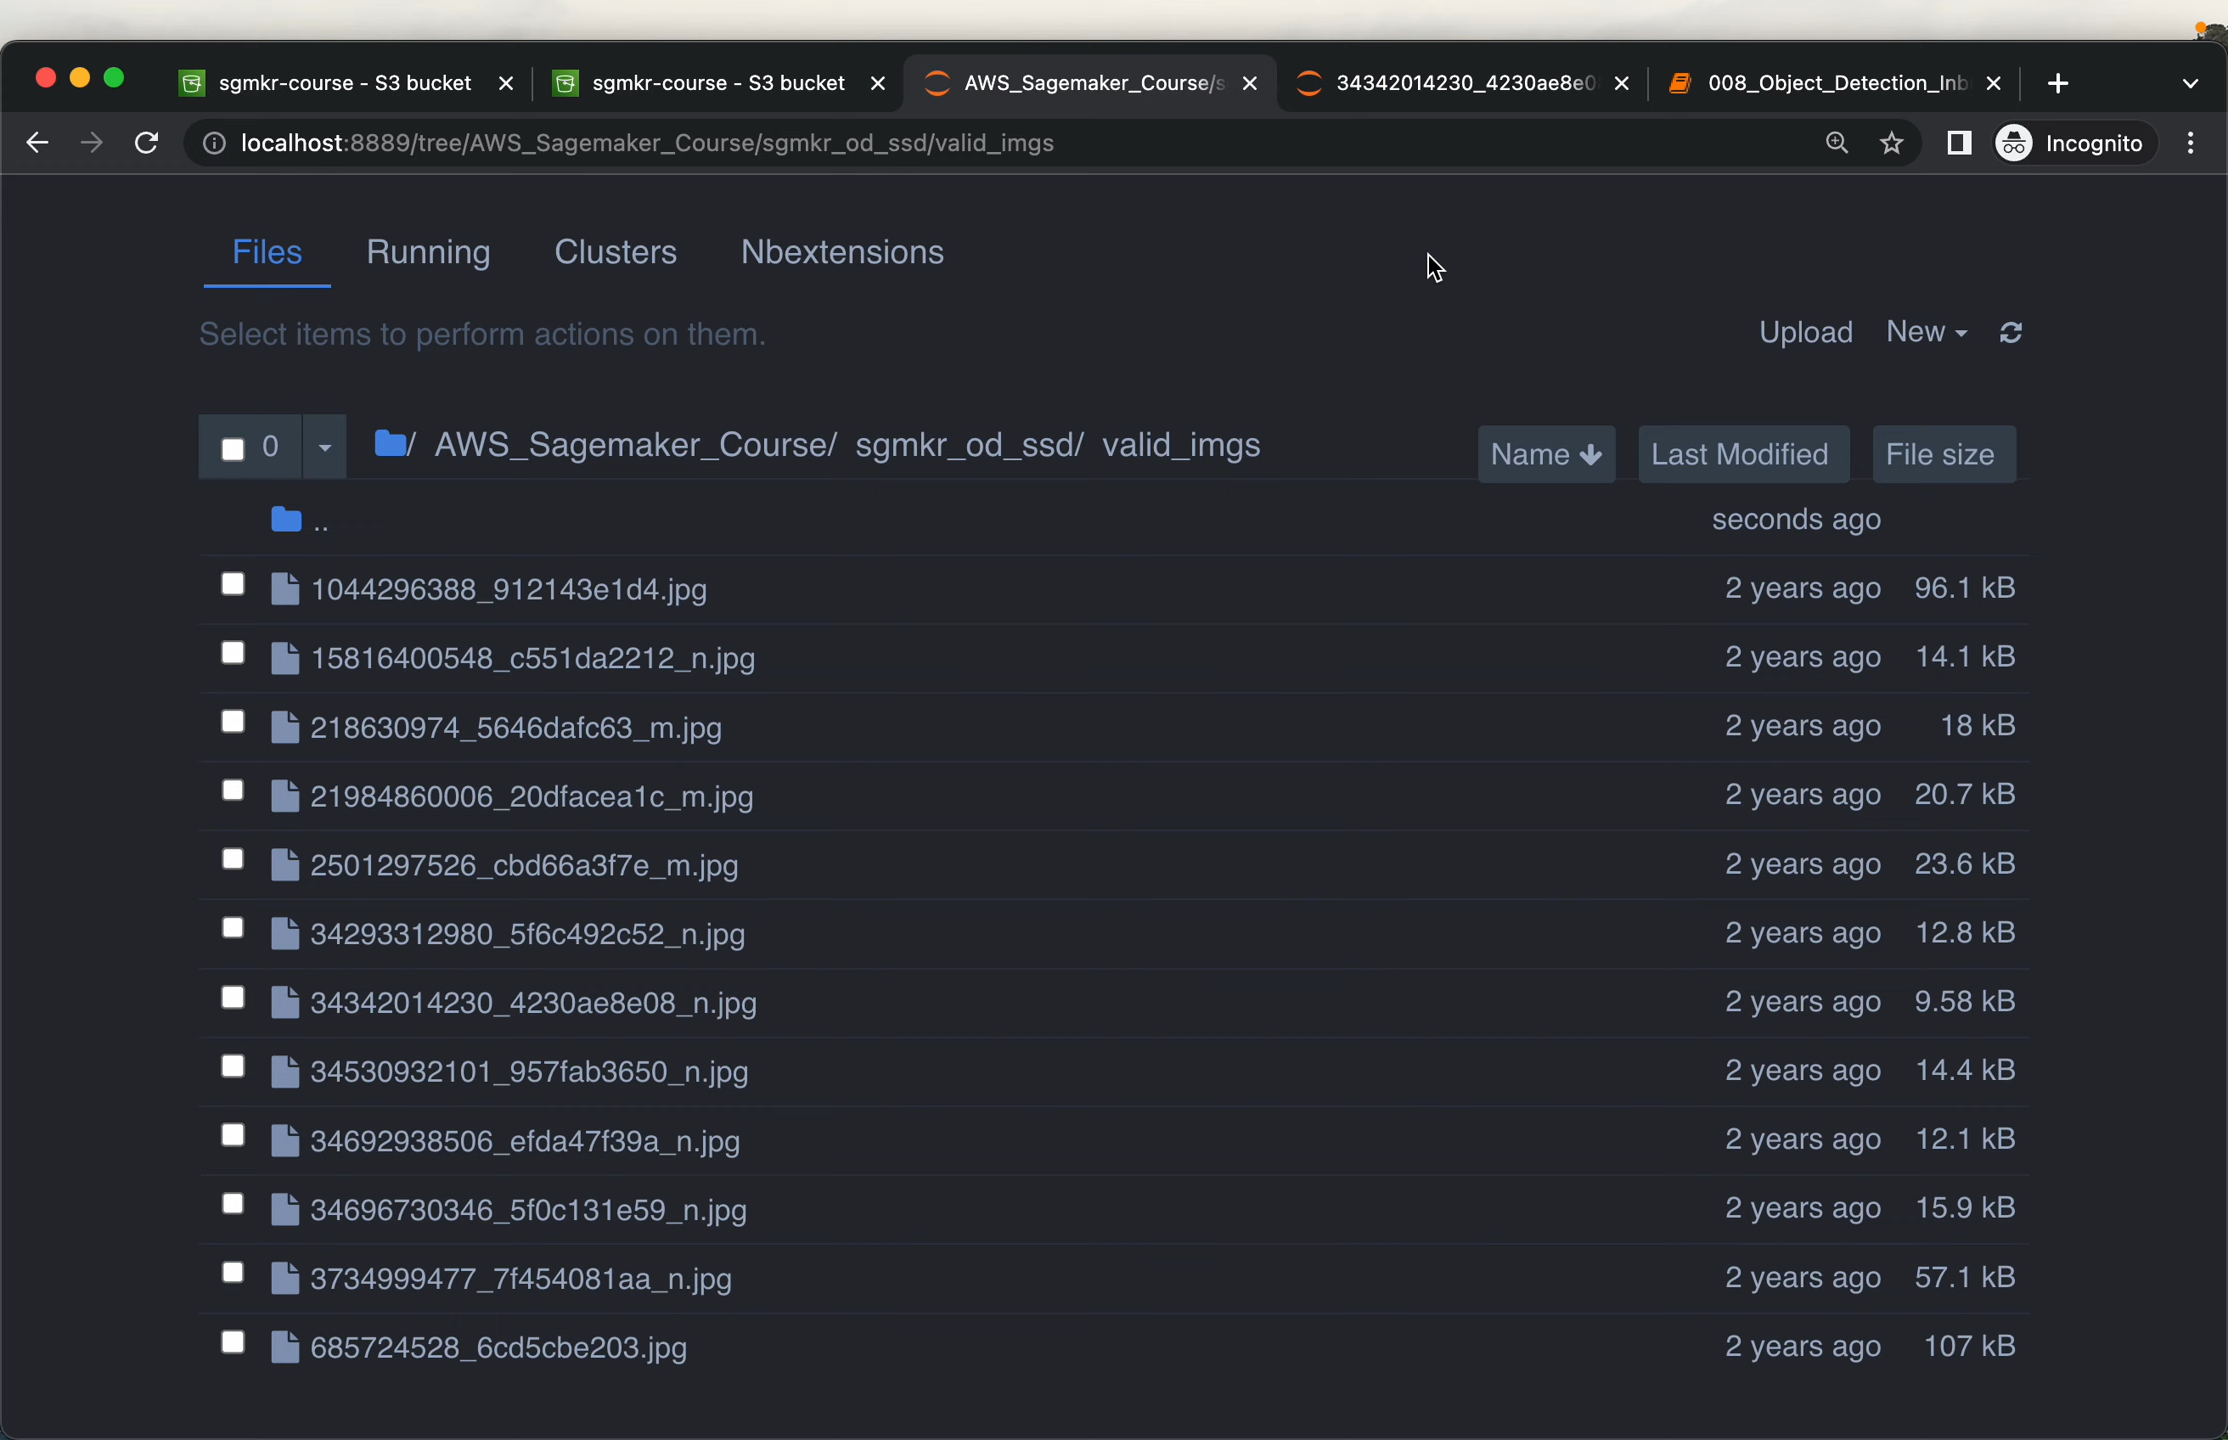 sgmkr-course - S3 bucket
sgmkr-course - S3 bucket
AWS_Sagemaker_Course/s
34342014230_4230ae8e0
008_Object_Detection_Inb
localhost:8889/tree/AWS_Sagemaker_Course/sgmkr_od_ssd/valid_imgs
Incognito
Files Running Clusters Nbextensions
Select items to perform actions on them.
Upload New
0 / AWS_Sagemaker_Course/ sgmkr_od_ssd/ valid_imgs
Name Last Modified File size
.. seconds ago
1044296388_912143e1d4.jpg 2 years ago 96.1 kB
15816400548_c551da2212_n.jpg 2 years ago 14.1 kB
218630974_5646dafc63_m.jpg 2 years ago 18 kB
21984860006_20dfacea1c_m.jpg 2 years ago 20.7 kB
2501297526_cbd66a3f7e_m.jpg 2 years ago 23.6 kB
34293312980_5f6c492c52_n.jpg 2 years ago 12.8 kB
34342014230_4230ae8e08_n.jpg 2 years ago 9.58 kB
34530932101_957fab3650_n.jpg 2 years ago 14.4 kB
34692938506_efda47f39a_n.jpg 2 years ago 12.1 kB
34696730346_5f0c131e59_n.jpg 2 years ago 15.9 kB
3734999477_7f454081aa_n.jpg 2 years ago 57.1 kB
685724528_6cd5cbe203.jpg 2 years ago 107 kB